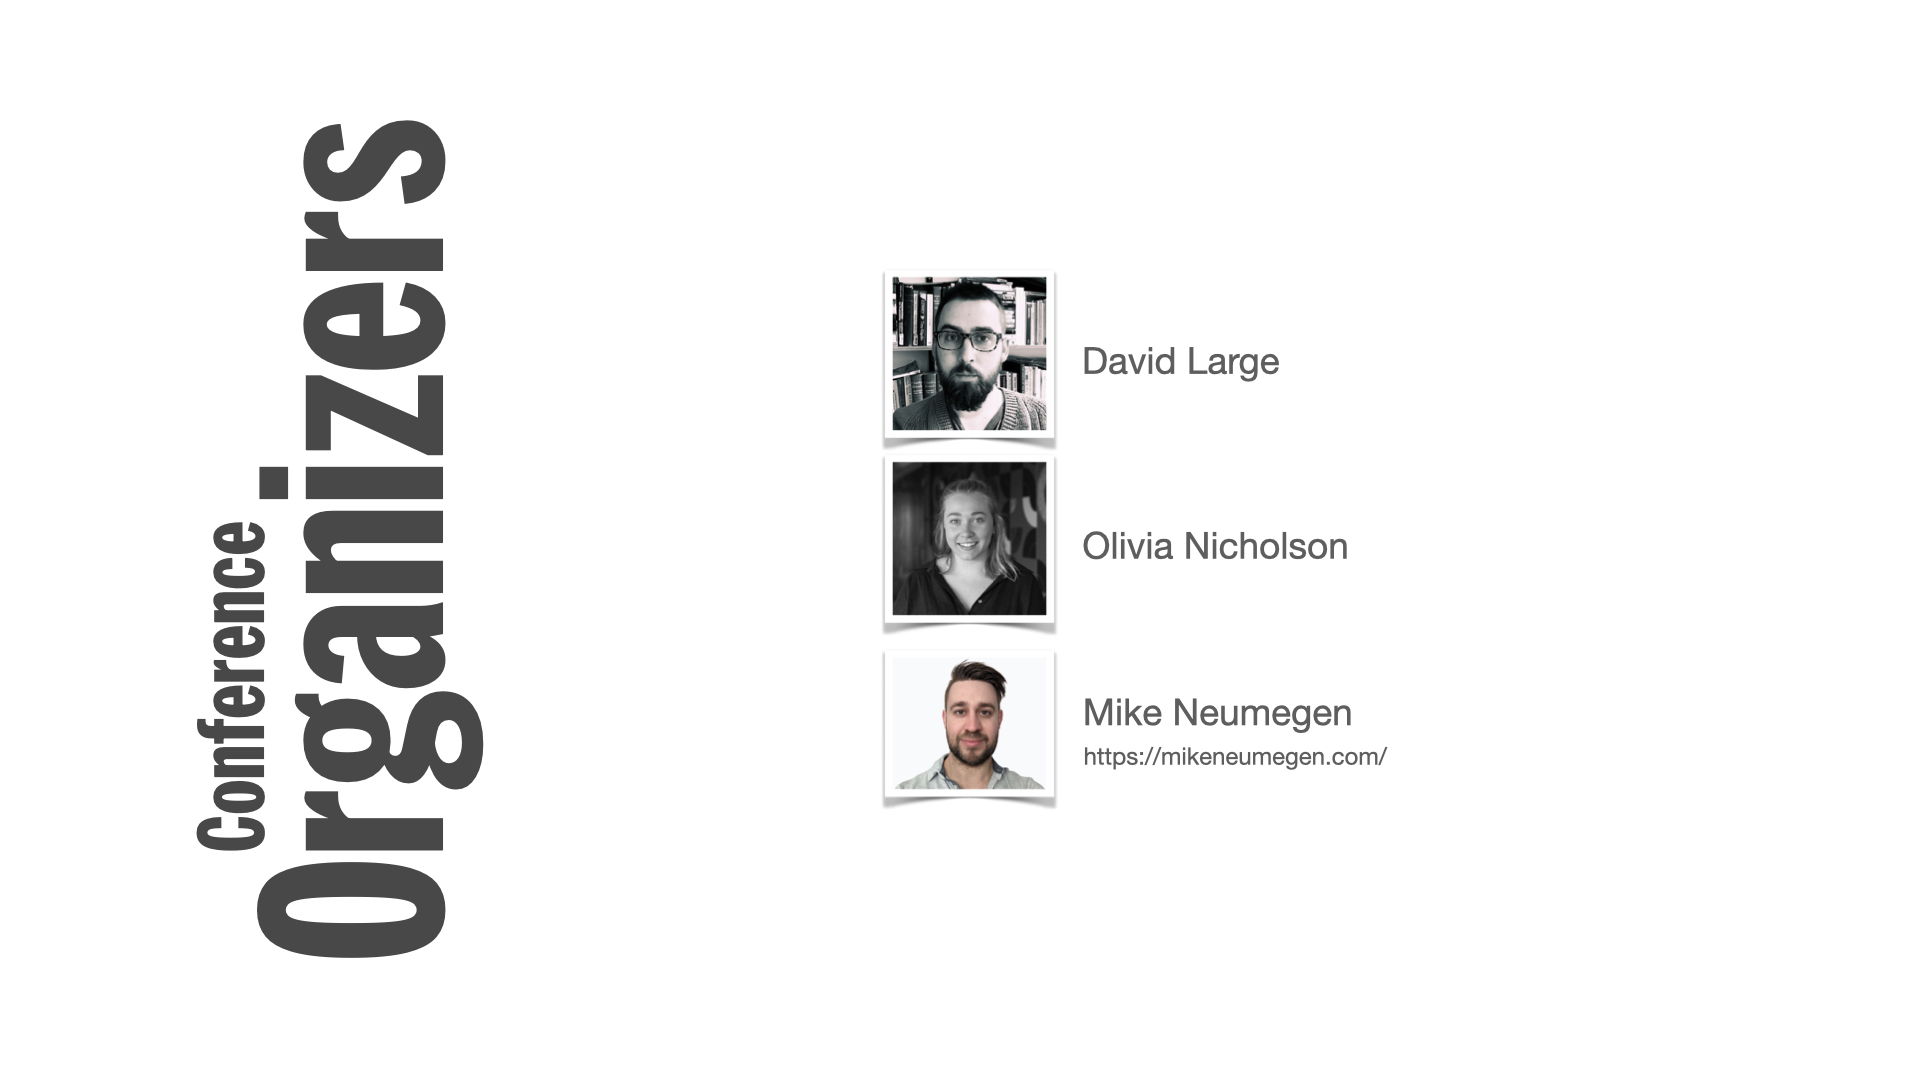 Conference
Organizers
David Large
Olivia Nicholson
Mike Neumegen
https://mikeneumegen.com/